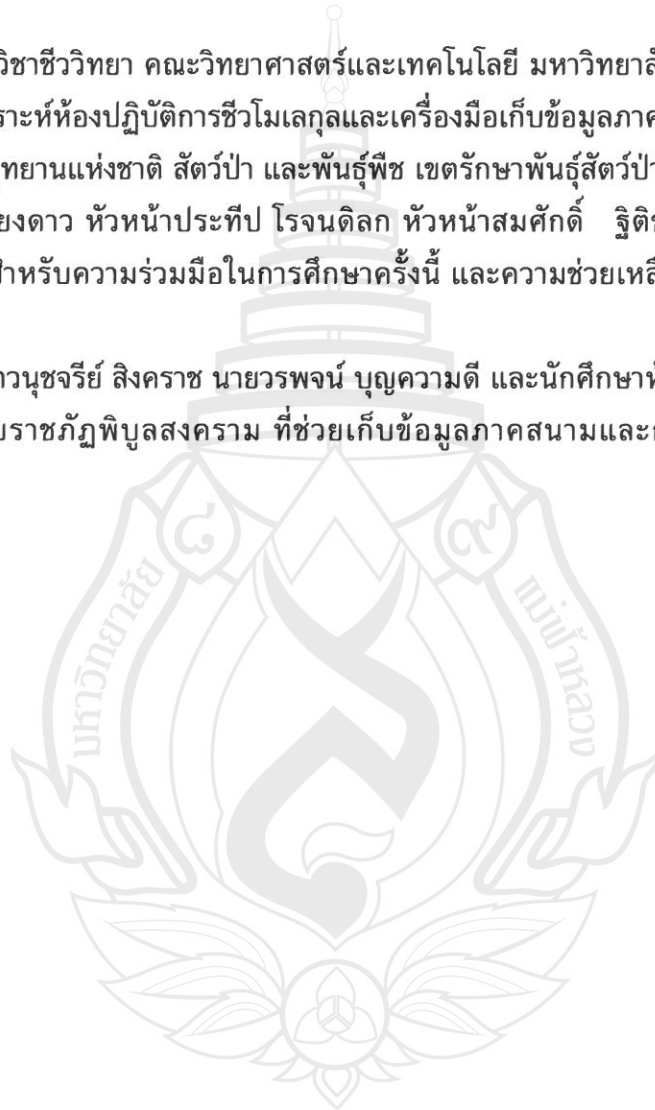 วิชาชีววิทยา คณะวิทยาศาสตร์และเทคโนโลยี มหาวิทยาลั
ราะห์ห้องปฏิบัติการชีวโมเลกุลและเครื่องมือเก็บข้อมูลภาค
ทยานแห่งชาติ สัตว์ป่า และพันธุ์พืช เขตรักษาพันธุ์สัตว์ป่า
ยงดาว หัวหน้าประทีป โรจนดิลก หัวหน้าสมศักดิ์ ฐิติช
สำหรับความร่วมมือในการศึกษาครั้งนี้ และความช่วยเหลื
าวนุชจรีย์ สิงคราช นายวรพจน์ บุญความดี และนักศึกษาห้
ยราชภัฏพิบูลสงคราม ที่ช่วยเก็บข้อมูลภาคสนามและก
๘ ๙
มหาวิทยาลัย แม่ฟ้าหลวง